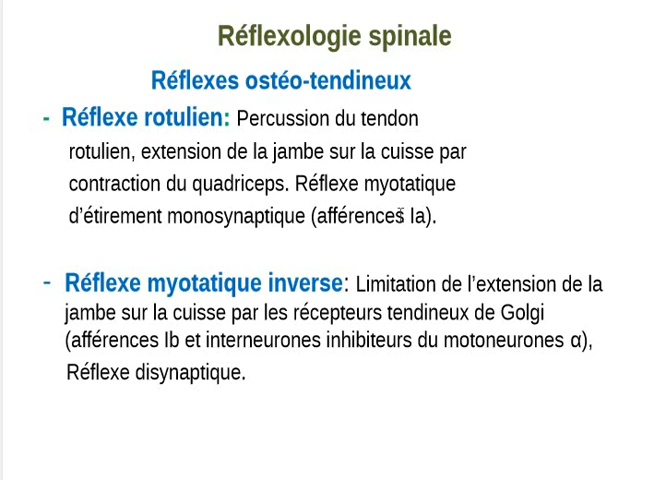 Réflexologie spinale
Réflexes ostéo-tendineux
- Réflexe rotulien: Percussion du tendon
rotulien, extension de la jambe sur la cuisse par
contraction du quadriceps. Réflexe myotatique
d’étirement monosynaptique (afférences Ia).
- Réflexe myotatique inverse: Limitation de l’extension de la
jambe sur la cuisse par les récepteurs tendineux de Golgi
(afférences Ib et interneurones inhibiteurs du motoneurones α),
Réflexe disynaptique.